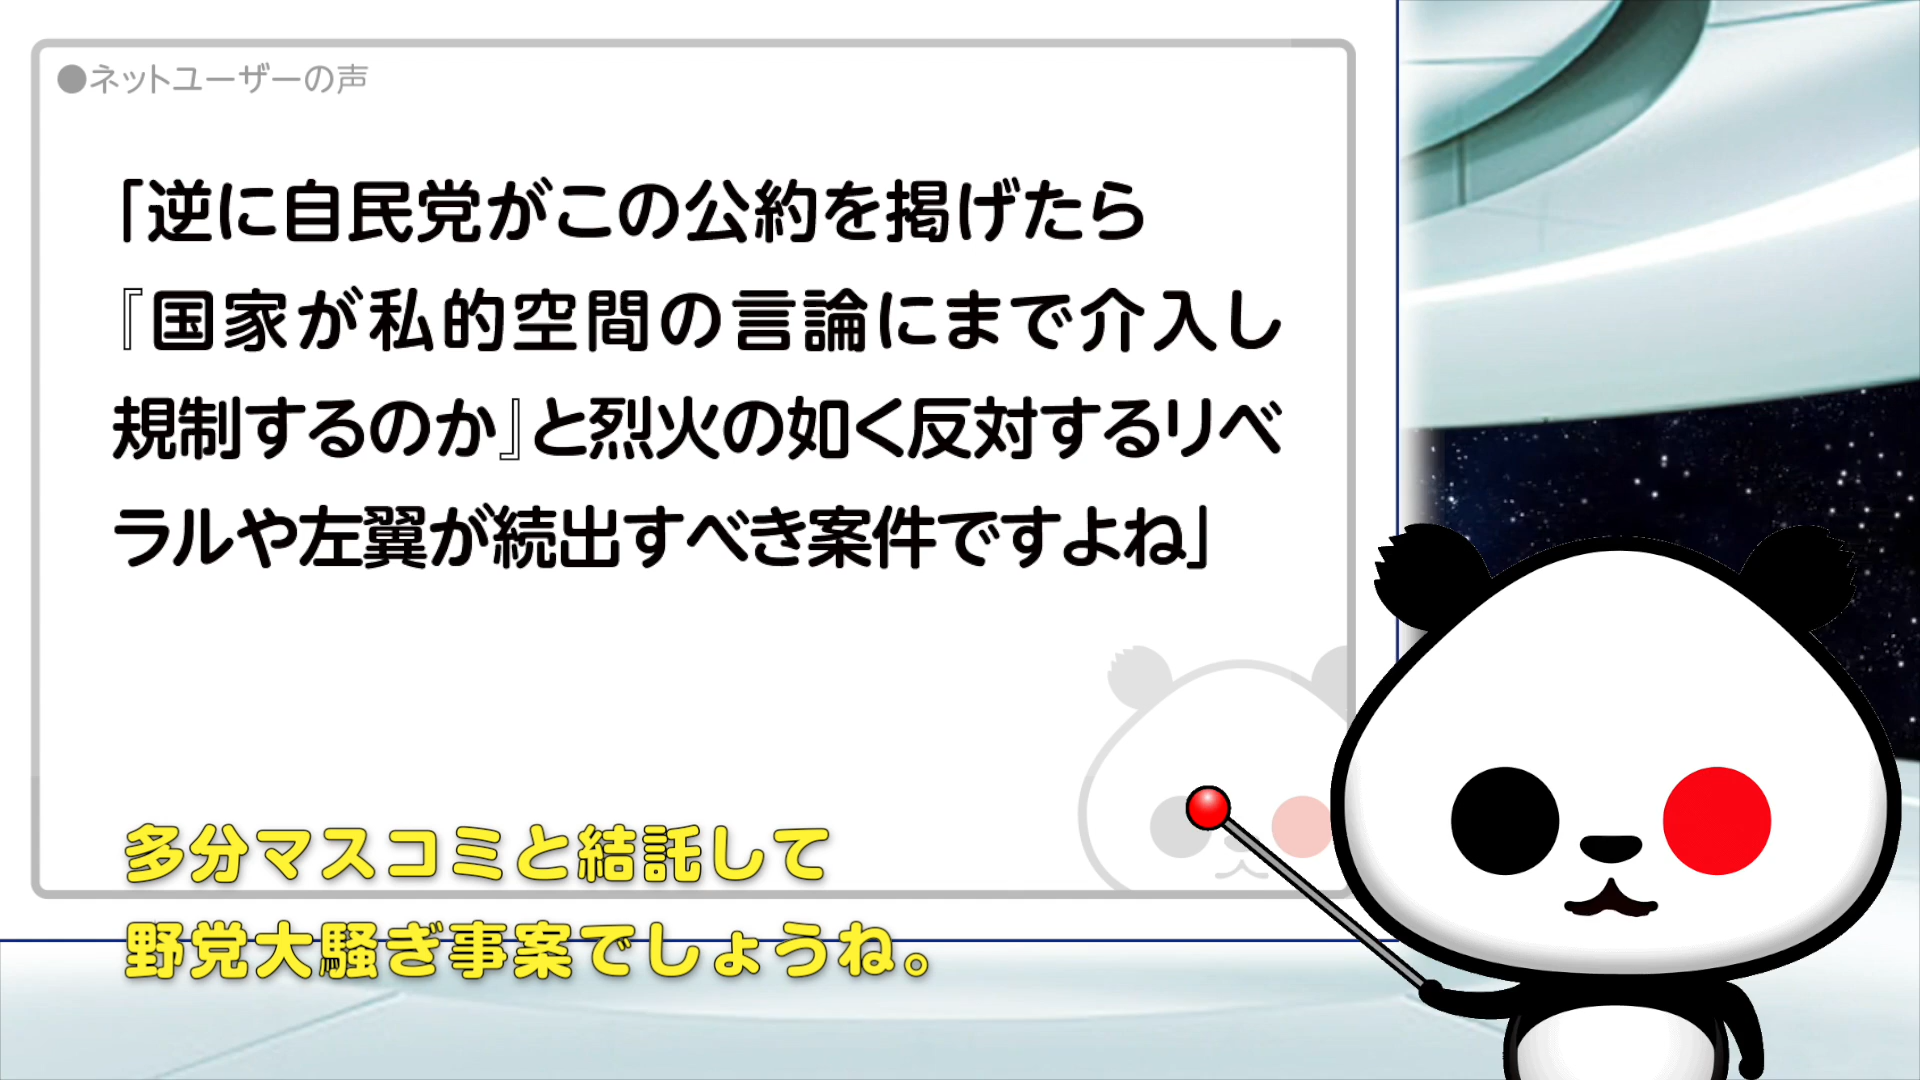 ●ネットユーザーの声
「逆に自民党がこの公約を掲げたら
『国家が私的空間の言論にまで介入し
規制するのか』と烈火の如く反対するリベ
ラルや左翼が続出すべき案件ですよね」
多分マスコミと結託して
野党大騒ぎ事案でしょうね。